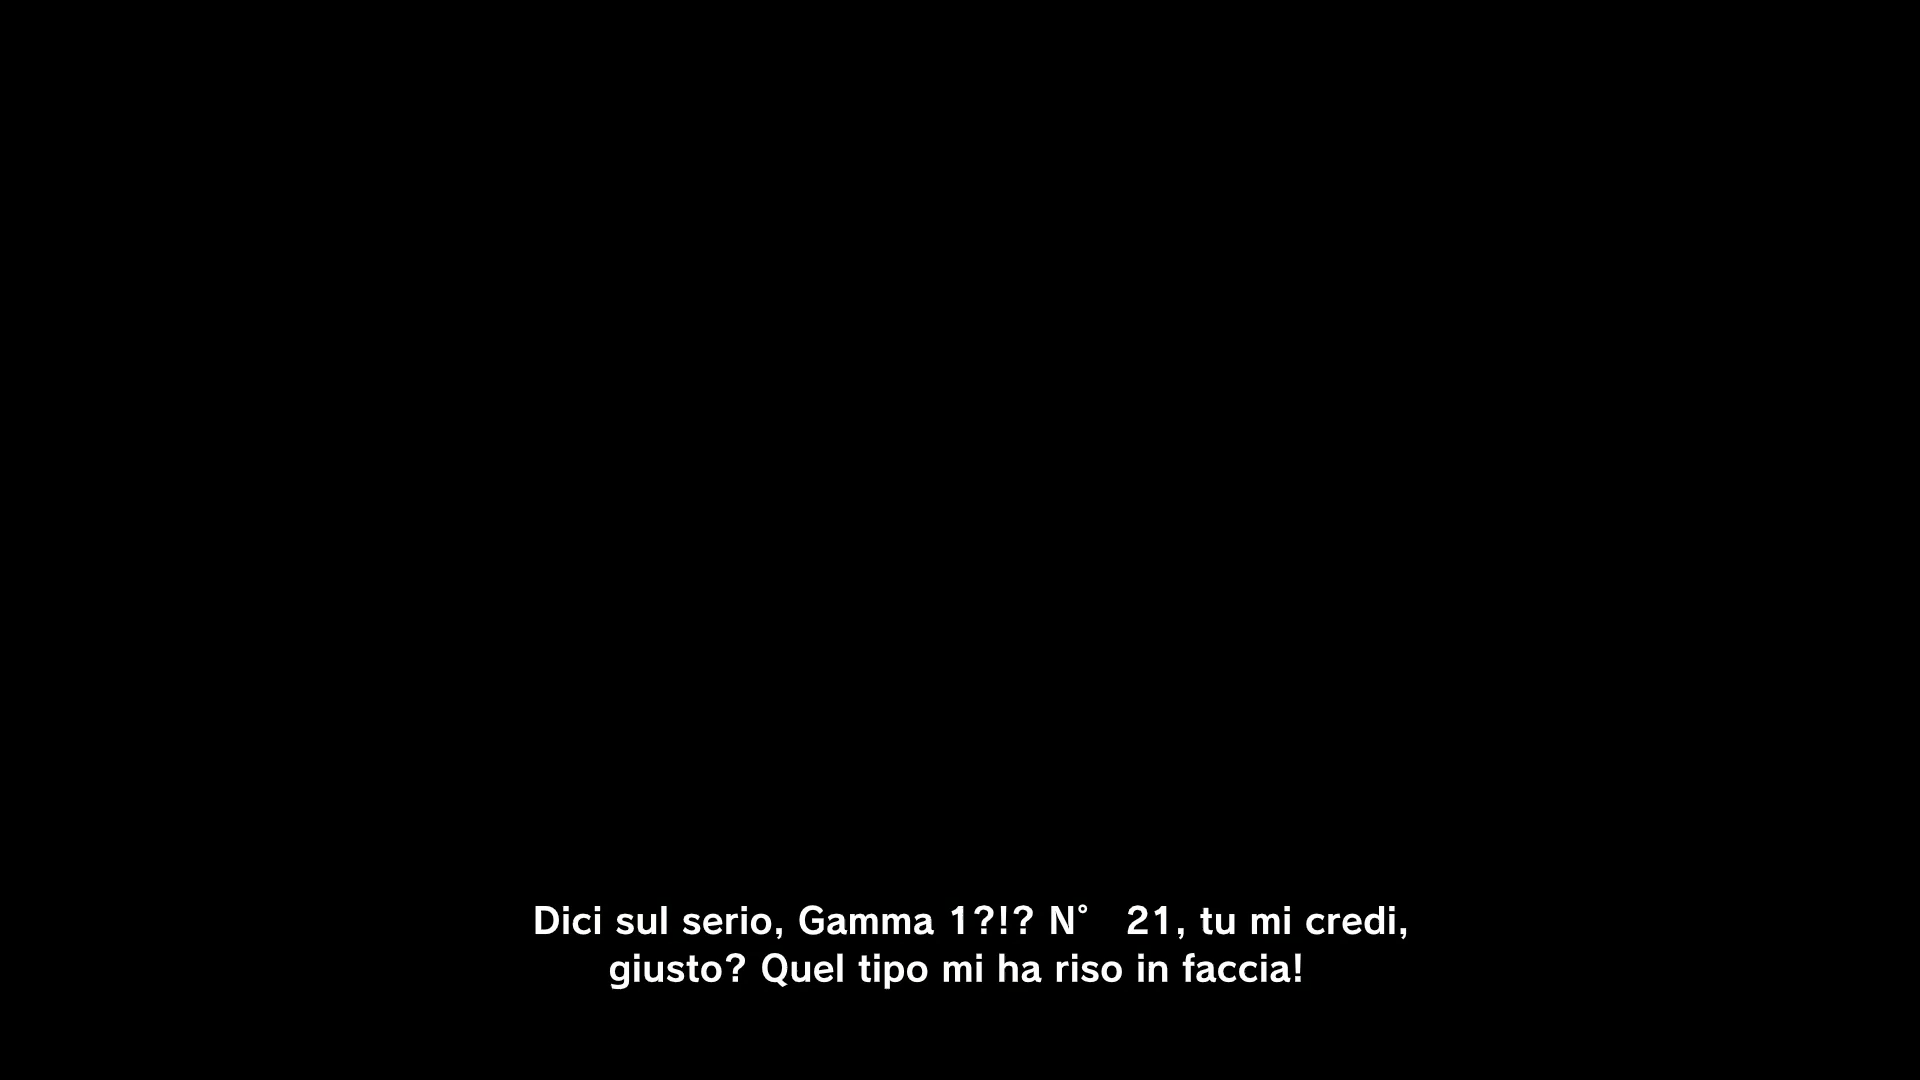 Dici sul serio, Gamma 1?!? N° 21, tu mi credi,
giusto? Quel tipo mi ha riso in faccia!